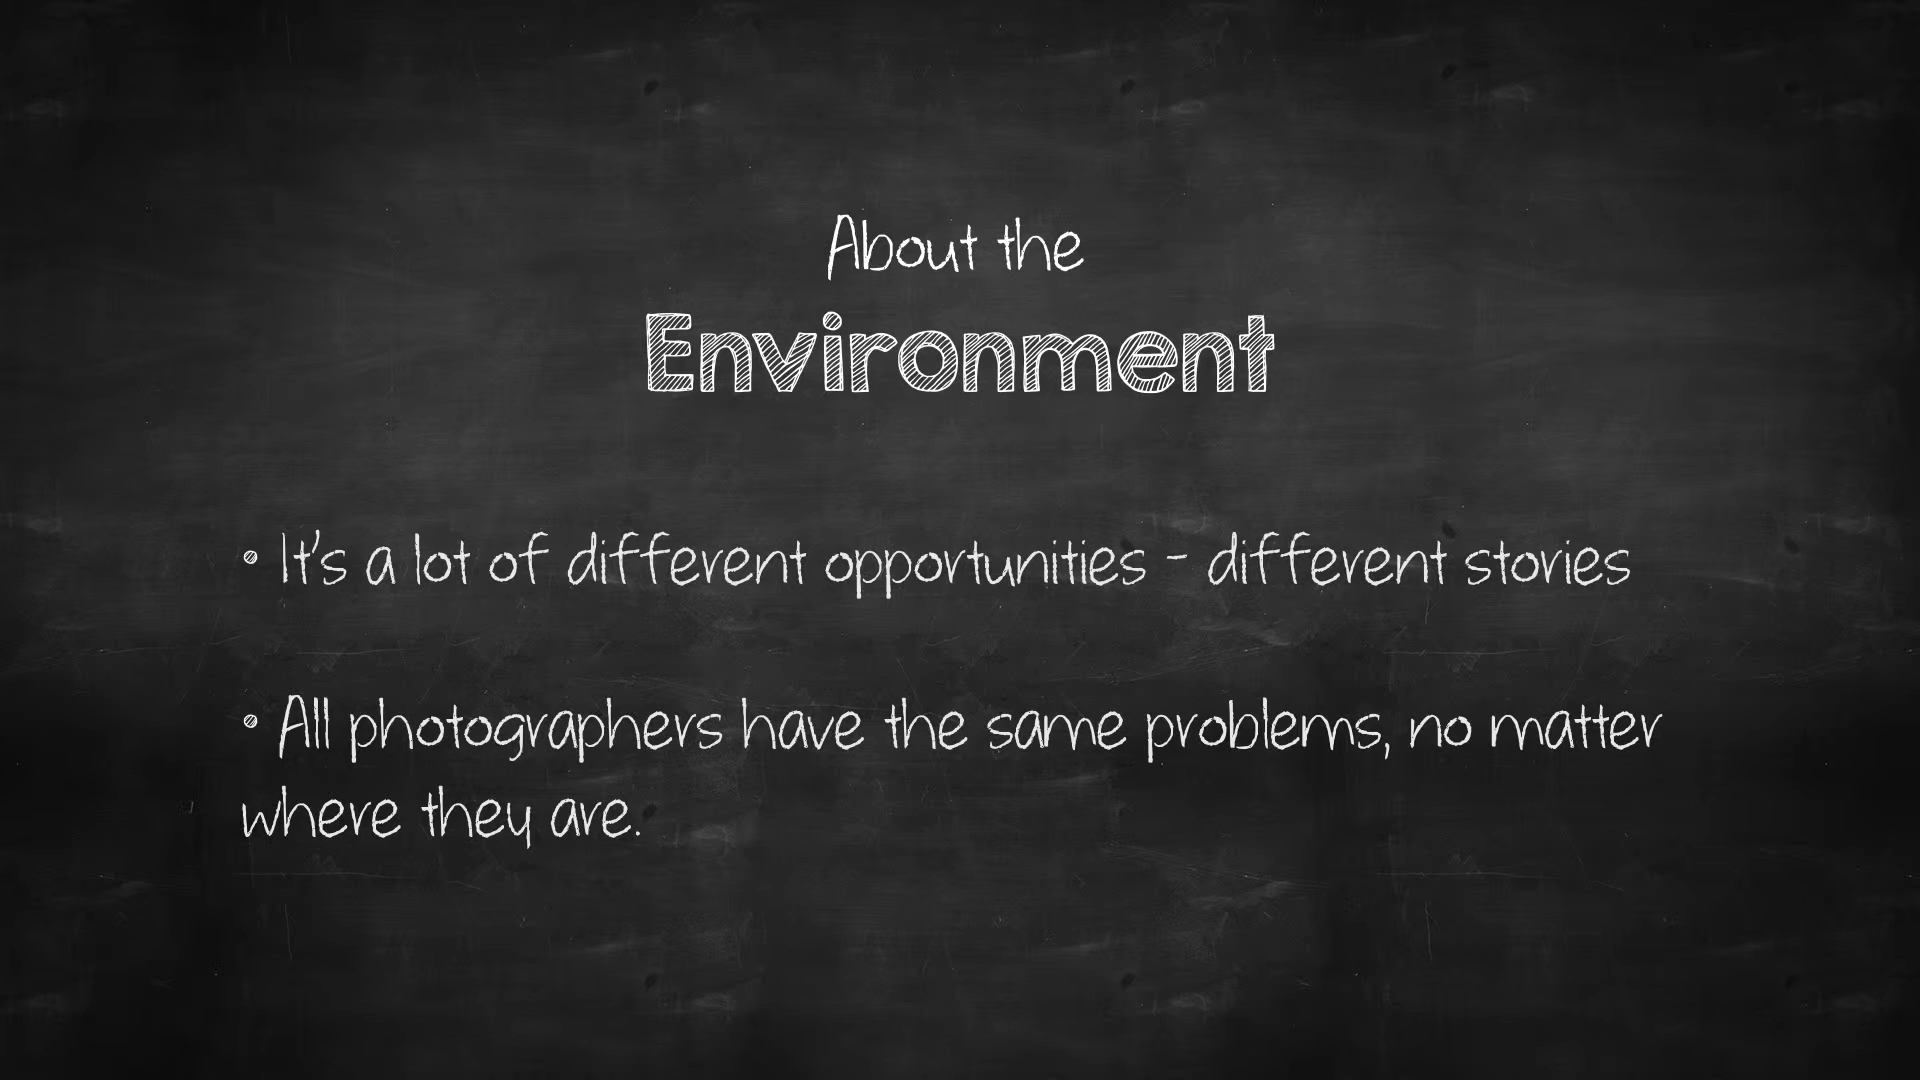 About the
Environment
• It's a lot of different opportunities - different stories
• All photographers have the same problems, no matter
where they are.